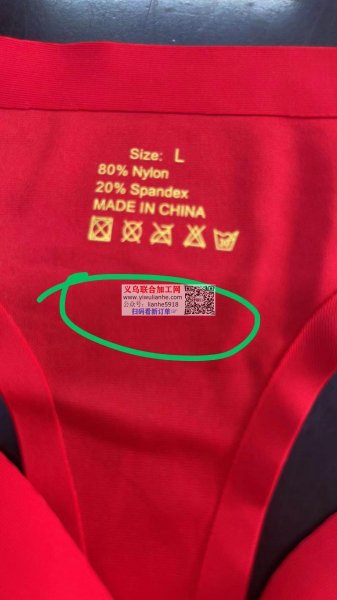 Size: L
80% Nylon
20% Spandex
MADE IN CHINA
义乌联合加工网
www.yiwulianhe.com
公众号: lianhe5918
扫码看新订单☞